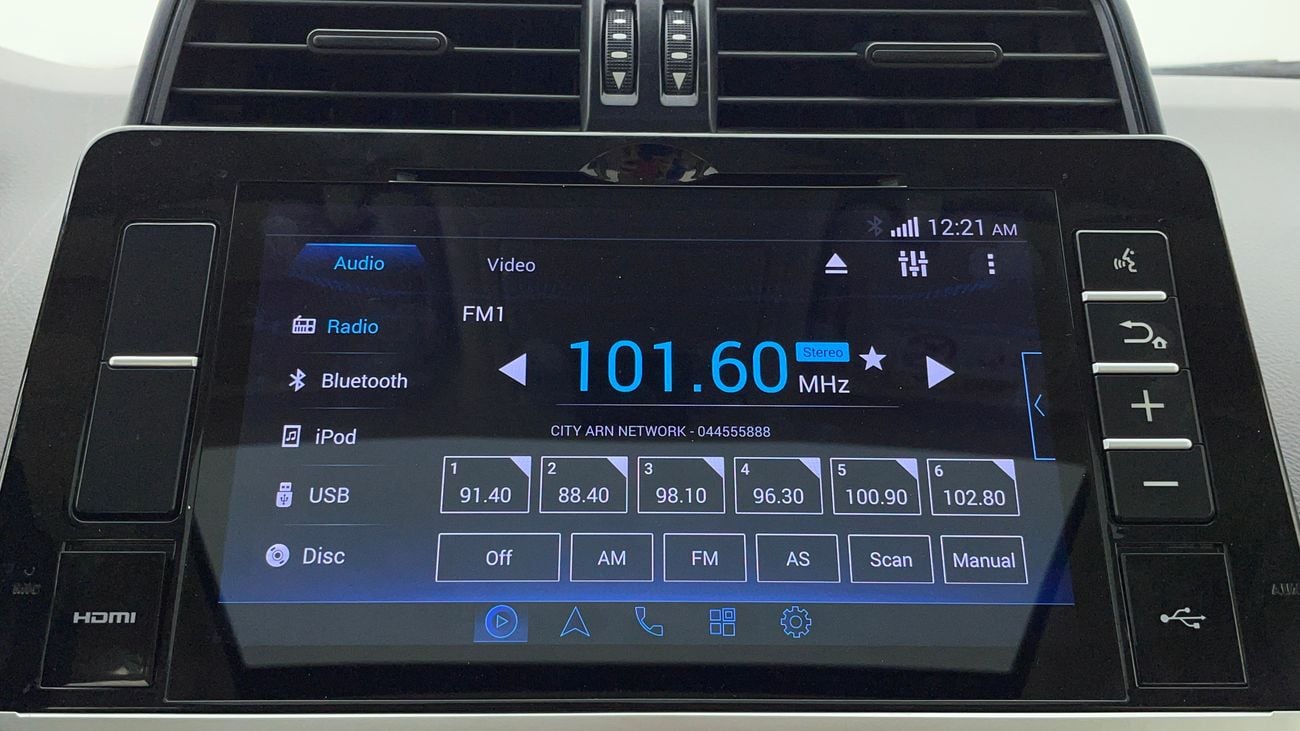 12:21 AM
Audio
Video
FM1
Radio
101.60 Stereo MHz
Bluetooth
CITY ARN NETWORK - 044555888
iPod
1 2 3 4 5 6
91.40 88.40 98.10 96.30 100.90 102.80
USB
Disc
Off AM FM AS Scan Manual
HDMI
MIC